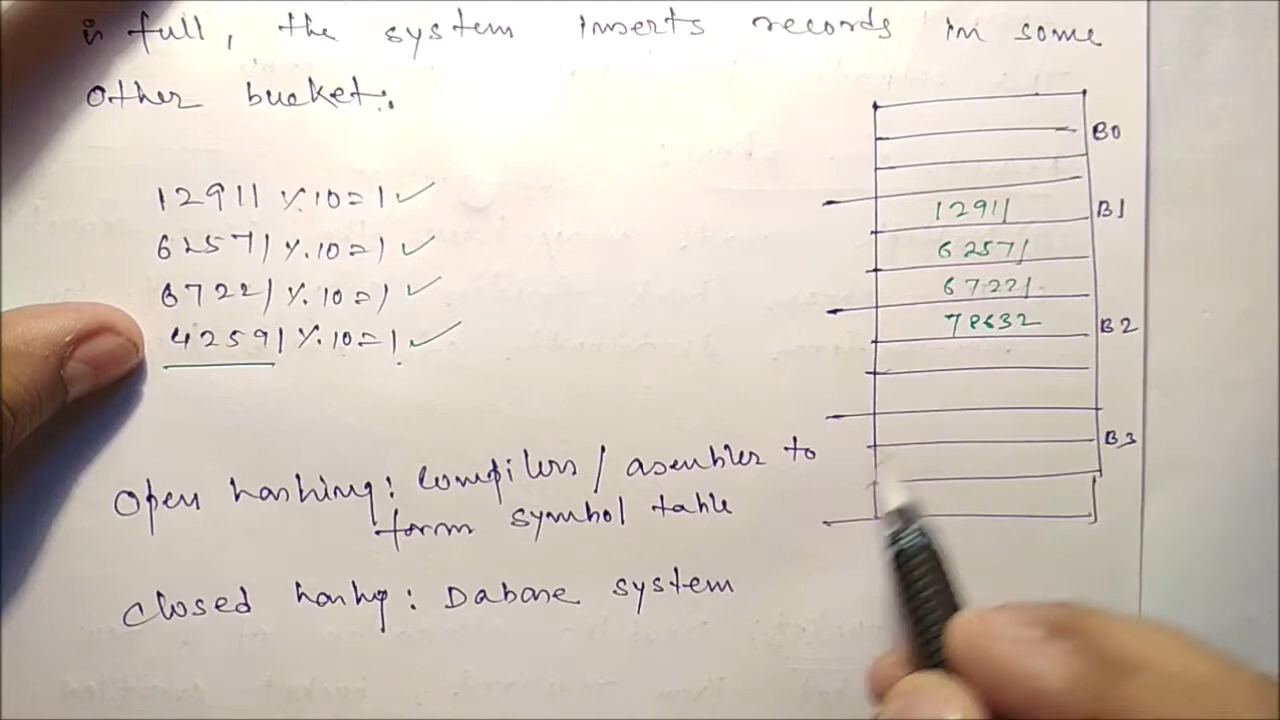 is full, the system inserts records in some
other bucket:
12911 % 10 = 1 ✓
62571 % 10 = 1 ✓
67221 % 10 = 1 ✓
42591 % 10 = 1 ✓
B0
12911 B1
62571
67221
78632 B2
B3
Open hashing: compilers / asembler to
form symbol table
Closed hashg: Dabase system